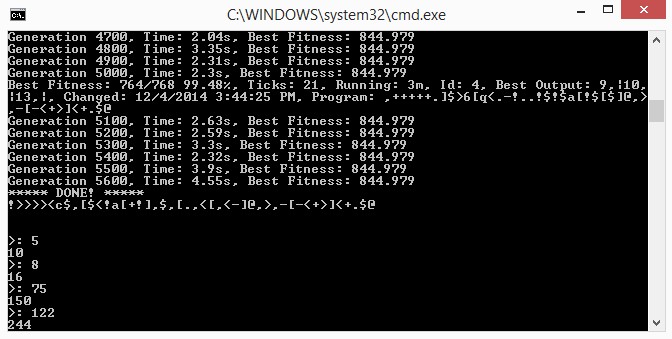 C:\WINDOWS\system32\cmd.exe
Generation 4700, Time: 2.04s, Best Fitness: 844.979
Generation 4800, Time: 3.35s, Best Fitness: 844.979
Generation 4900, Time: 2.31s, Best Fitness: 844.979
Generation 5000, Time: 2.3s, Best Fitness: 844.979
Best Fitness: 764/768 99.48%, Ticks: 21, Running: 3m, Id: 4, Best Output: 9,¦10,
¦13,¦, Changed: 12/4/2014 3:44:25 PM, Program: ,+++++.]$>6[q<.-!..!$!$a[!$[$]@,>
,-[-<+>]<+.$@
Generation 5100, Time: 2.63s, Best Fitness: 844.979
Generation 5200, Time: 2.59s, Best Fitness: 844.979
Generation 5300, Time: 3.3s, Best Fitness: 844.979
Generation 5400, Time: 2.32s, Best Fitness: 844.979
Generation 5500, Time: 3.9s, Best Fitness: 844.979
Generation 5600, Time: 4.55s, Best Fitness: 844.979
***** DONE! *****
!>>>><c$,[$<!a[+!],$,[.,<[,<-]@,>,-[-<+>]<+.$@
>: 5
10
>: 8
16
>: 75
150
>: 122
244